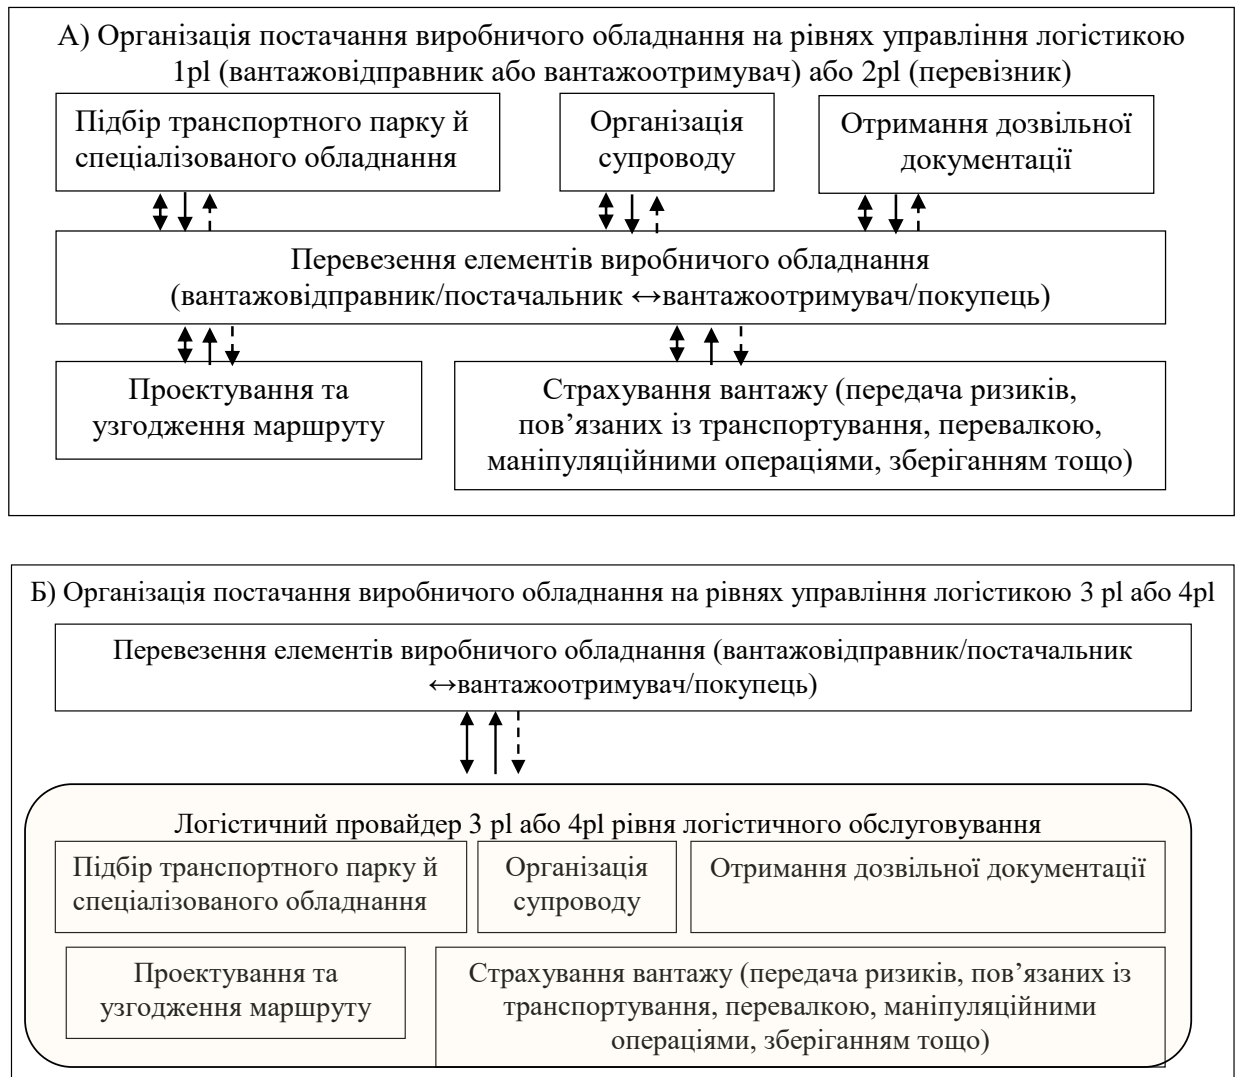 А) Організація постачання виробничого обладнання на рівнях управління логістикою
1pl (вантажовідправник або вантажоотримувач) або 2pl (перевізник)
Підбір транспортного парку й
спеціалізованого обладнання
Організація
супроводу
Отримання дозвільної
документації
Перевезення елементів виробничого обладнання
(вантажовідправник/постачальник ↔вантажоотримувач/покупець)
Проектування та
узгодження маршруту
Страхування вантажу (передача ризиків,
пов’язаних із транспортування, перевалкою,
маніпуляційними операціями, зберіганням тощо)
Б) Організація постачання виробничого обладнання на рівнях управління логістикою 3 pl або 4pl
Перевезення елементів виробничого обладнання (вантажовідправник/постачальник
↔вантажоотримувач/покупець)
Логістичний провайдер 3 pl або 4pl рівня логістичного обслуговування
Підбір транспортного парку й
спеціалізованого обладнання
Організація
супроводу
Отримання дозвільної документації
Проектування та
узгодження маршруту
Страхування вантажу (передача ризиків, пов’язаних із
транспортування, перевалкою, маніпуляційними
операціями, зберіганням тощо)